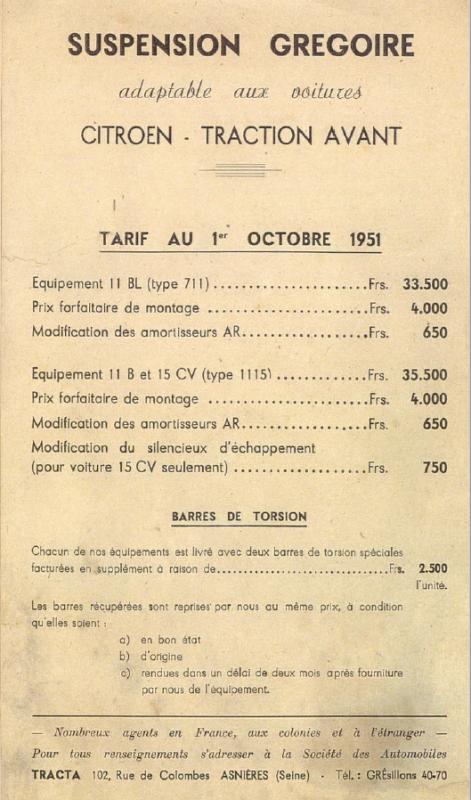 SUSPENSION GREGOIRE
adaptable aux voitures
CITROEN - TRACTION AVANT
TARIF AU 1er OCTOBRE 1951
Equipement 11 BL (type 711) ......................Frs. 33.500
Prix forfaitaire de montage .......................Frs. 4.000
Modification des amortisseurs AR..................Frs. 650
Equipement 11 B et 15 CV (type 1115) .............Frs. 35.500
Prix forfaitaire de montage .......................Frs. 4.000
Modification des amortisseurs AR..................Frs. 650
Modification du silencieux d'échappement
(pour voiture 15 CV seulement) ...................Frs. 750
BARRES DE TORSION
Chacun de nos équipements est livré avec deux barres de torsion spéciales
facturées en supplément à raison de.............................Frs. 2.500
l'unité.
Les barres récupérées sont reprises par nous au même prix, à condition
qu'elles soient :
a) en bon état
b) d'origine
c) rendues dans un délai de deux mois après fourniture
par nous de l'équipement.
— Nombreux agents en France, aux colonies et à l'étranger —
Pour tous renseignements s'adresser à la Société des Automobiles
TRACTA 102, Rue de Colombes ASNIÈRES (Seine) - Tél. : GRÉsillons 40-70